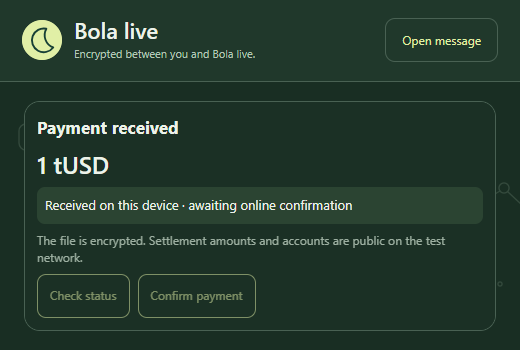 Bola live
Encrypted between you and Bola live.
Open message
Payment received
1 tUSD
Received on this device · awaiting online confirmation
The file is encrypted. Settlement amounts and accounts are public on the test
network.
Check status
Confirm payment